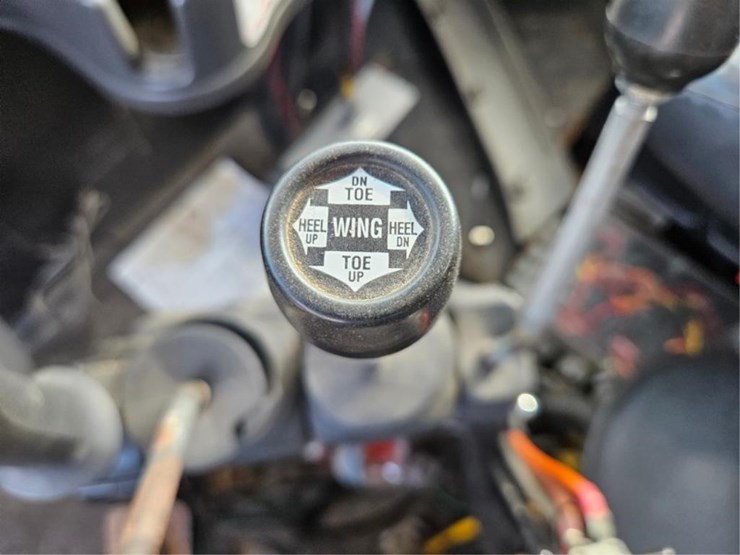 DN
TOE
HEEL WING HEEL
UP DN
TOE
UP